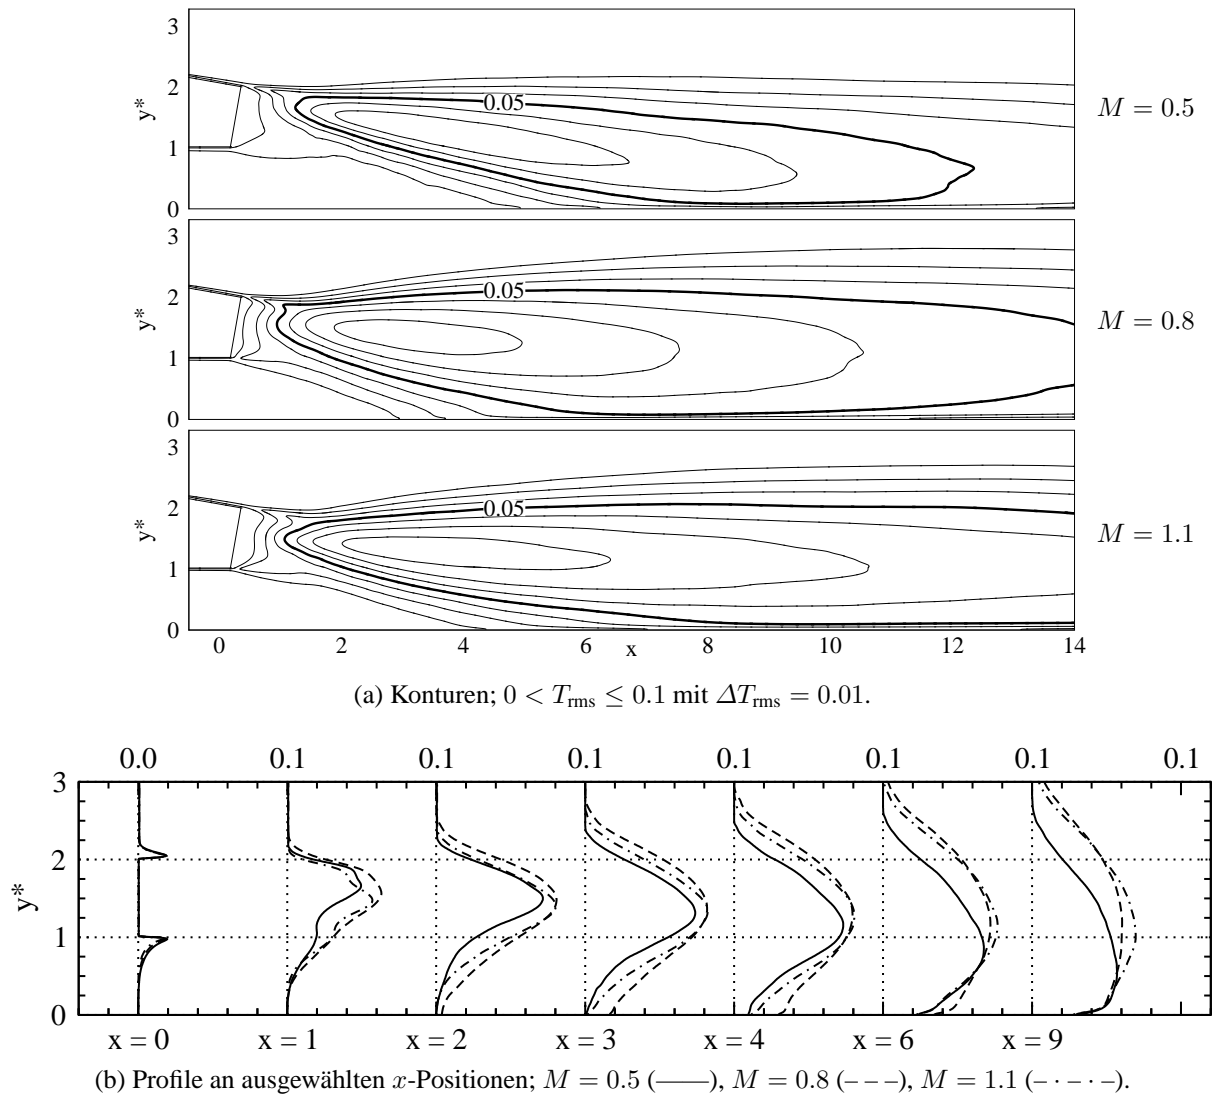 3
2
y*
1
0
0.05
M = 0.5
3
2
y*
1
0
0.05
M = 0.8
3
2
y*
1
0
0.05
M = 1.1
0 2 4 6 x 8 10 12 14
(a) Konturen; 0 < T_rms ≤ 0.1 mit ΔT_rms = 0.01.
0.0 0.1 0.1 0.1 0.1 0.1 0.1 0.1
3
2
y*
1
0
x = 0 x = 1 x = 2 x = 3 x = 4 x = 6 x = 9
(b) Profile an ausgewählten x-Positionen; M = 0.5 (——), M = 0.8 (– – –), M = 1.1 (– · – · –).